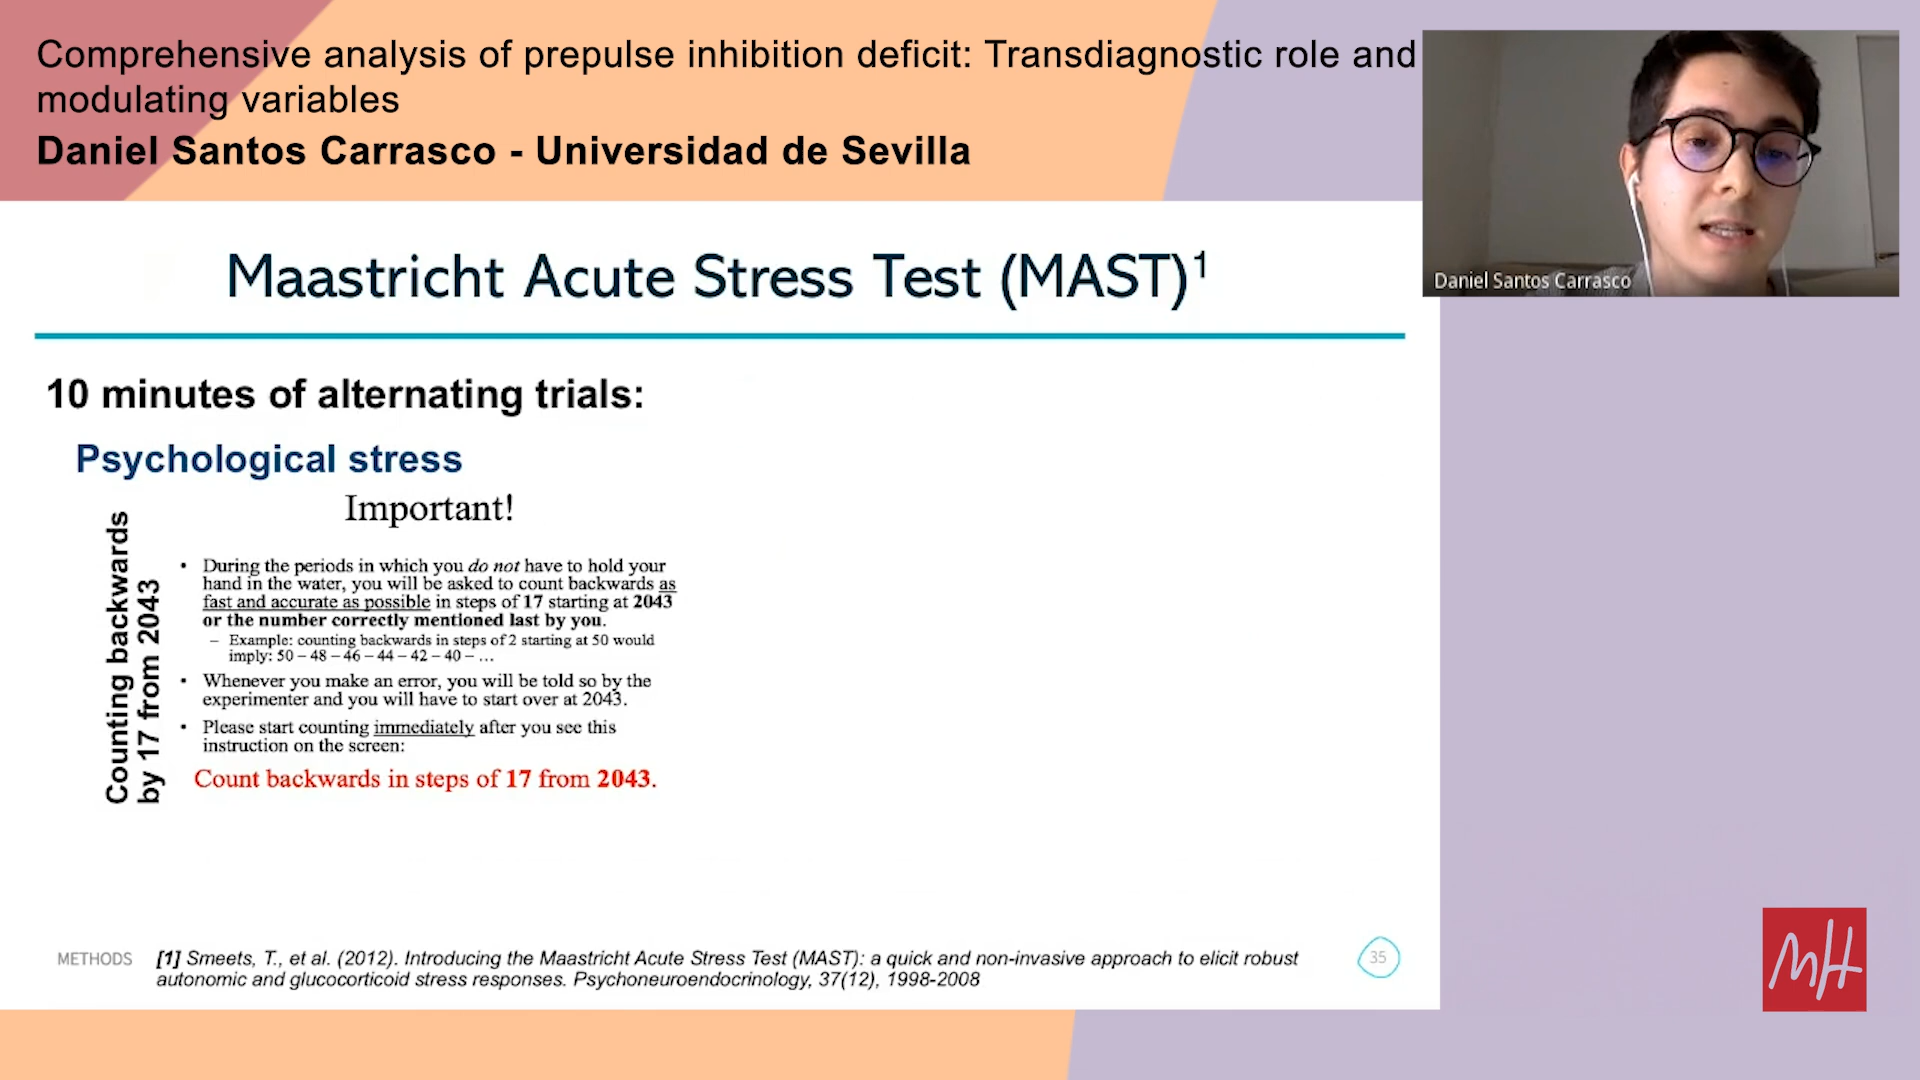 Comprehensive analysis of prepulse inhibition deficit: Transdiagnostic role and
modulating variables
Daniel Santos Carrasco - Universidad de Sevilla
Daniel Santos Carrasco
Maastricht Acute Stress Test (MAST)¹
10 minutes of alternating trials:
Psychological stress
Counting backwards
by 17 from 2043
Important!
• During the periods in which you do not have to hold your
hand in the water, you will be asked to count backwards as
fast and accurate as possible in steps of 17 starting at 2043
or the number correctly mentioned last by you.
– Example: counting backwards in steps of 2 starting at 50 would
imply: 50 – 48 – 46 – 44 – 42 – 40 – …
• Whenever you make an error, you will be told so by the
experimenter and you will have to start over at 2043.
• Please start counting immediately after you see this
instruction on the screen:
Count backwards in steps of 17 from 2043.
METHODS
[1] Smeets, T., et al. (2012). Introducing the Maastricht Acute Stress Test (MAST): a quick and non-invasive approach to elicit robust
autonomic and glucocorticoid stress responses. Psychoneuroendocrinology, 37(12), 1998-2008
35
MH